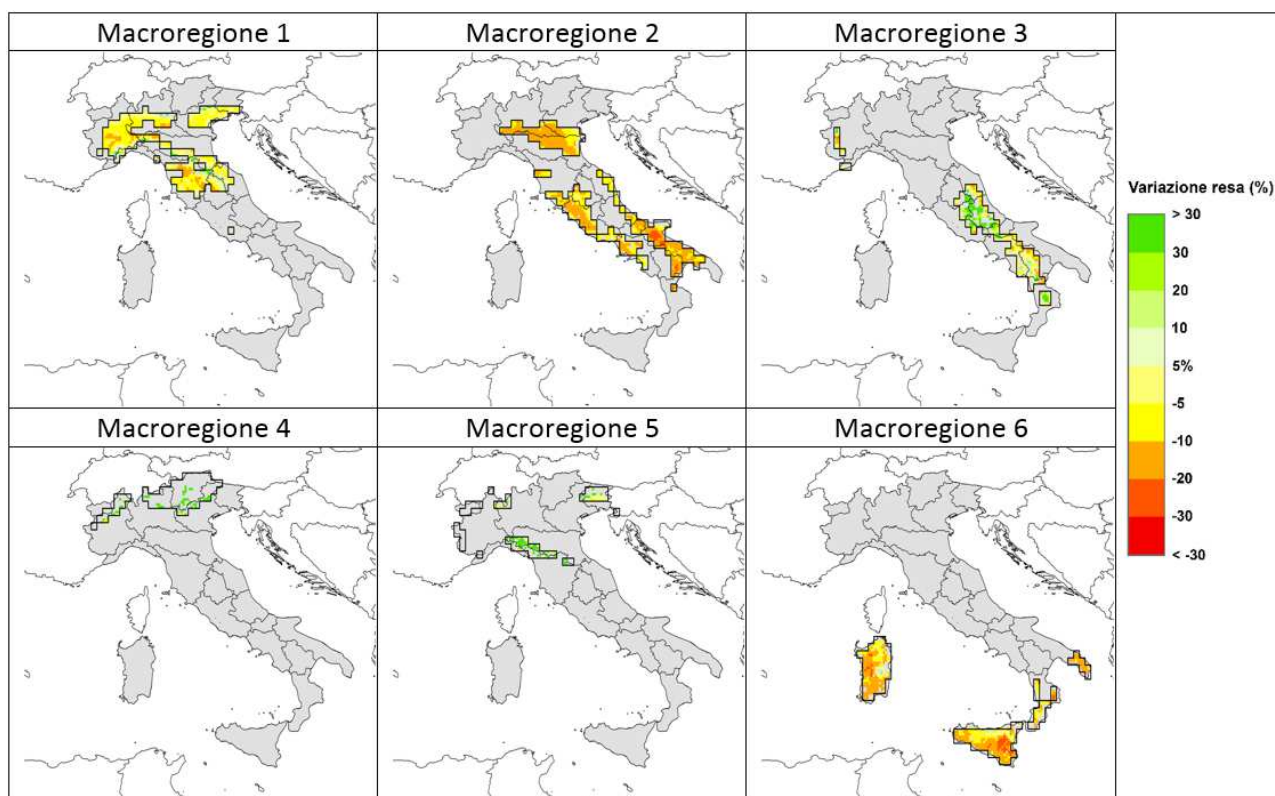 Macroregione 1
Macroregione 2
Macroregione 3
Macroregione 4
Macroregione 5
Macroregione 6
Variazione resa (%)
> 30
30
20
10
5%
-5
-10
-20
-30
< -30